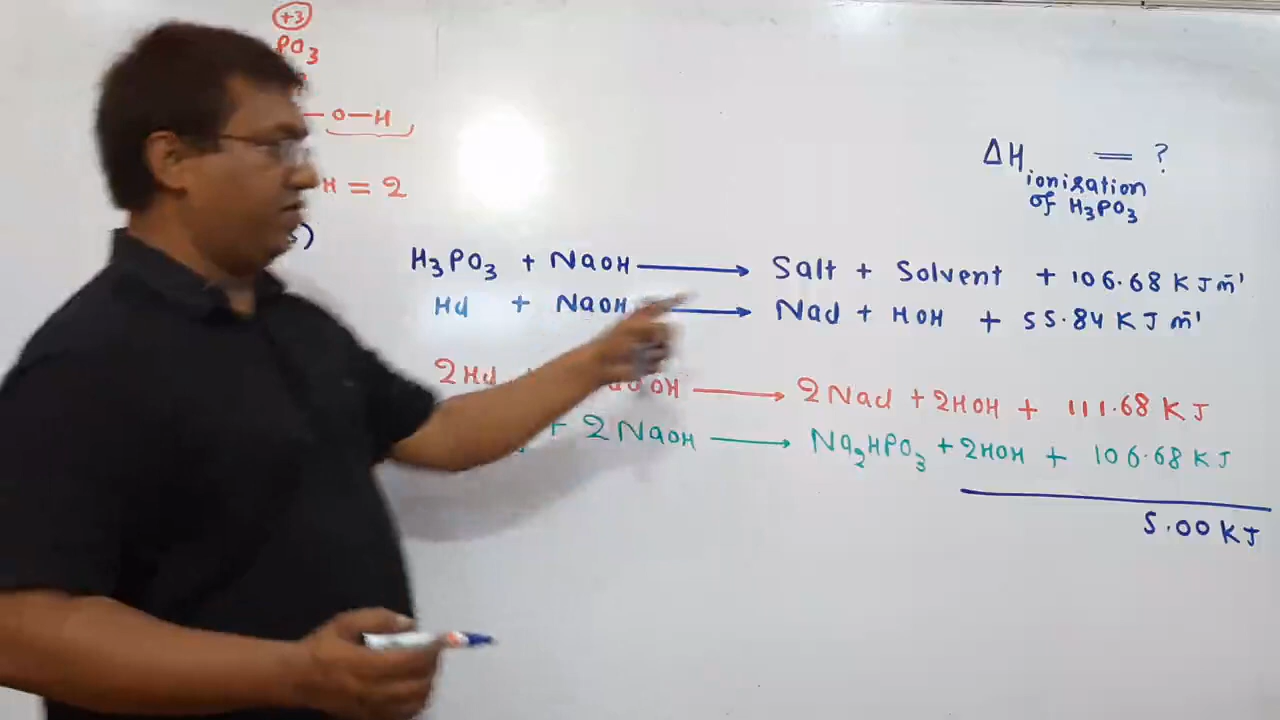 +3
PO3
—O—H
H = 2
)
ΔH ionisation of H3PO3 = ?
H3PO3 + NaOH ⟶ Salt + Solvent + 106.68 KJ m⁻¹
Hcl + NaOH ⟶ Nacl + HOH + 55.84 KJ m⁻¹
2Hcl OH ⟶ 2Nacl + 2HOH + 111.68 KJ
+ 2NaOH ⟶ Na2HPO3 + 2HOH + 106.68 KJ
5.00 KJ